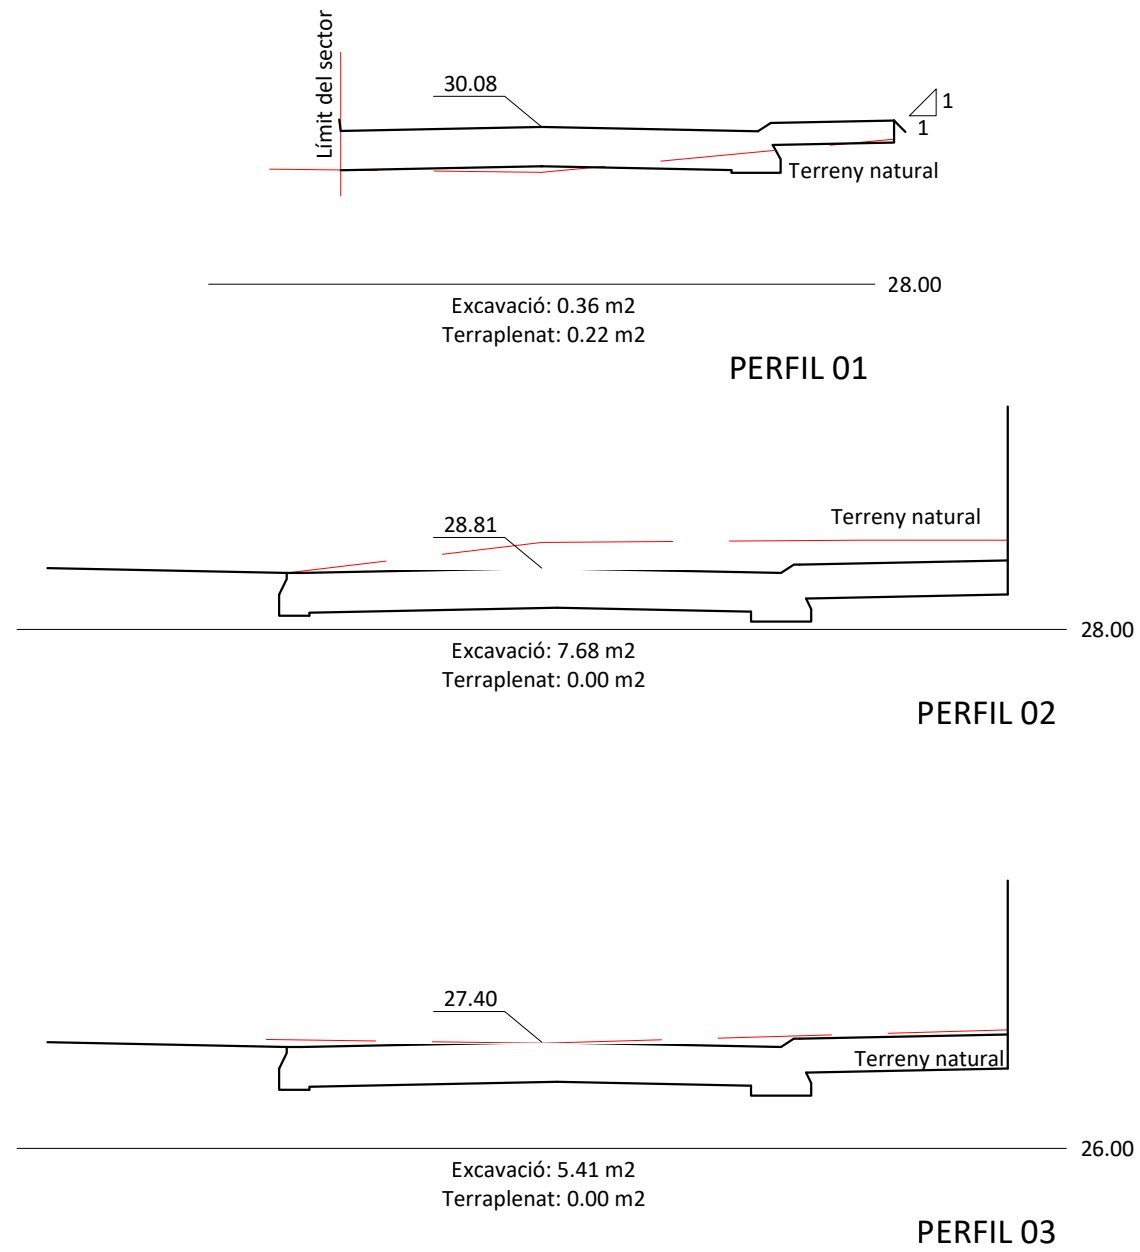 Límit del sector
30.08
1
1
Terreny natural
28.00
Excavació: 0.36 m2
Terraplenat: 0.22 m2
PERFIL 01
Terreny natural
28.81
28.00
Excavació: 7.68 m2
Terraplenat: 0.00 m2
PERFIL 02
27.40
Terreny natural
26.00
Excavació: 5.41 m2
Terraplenat: 0.00 m2
PERFIL 03